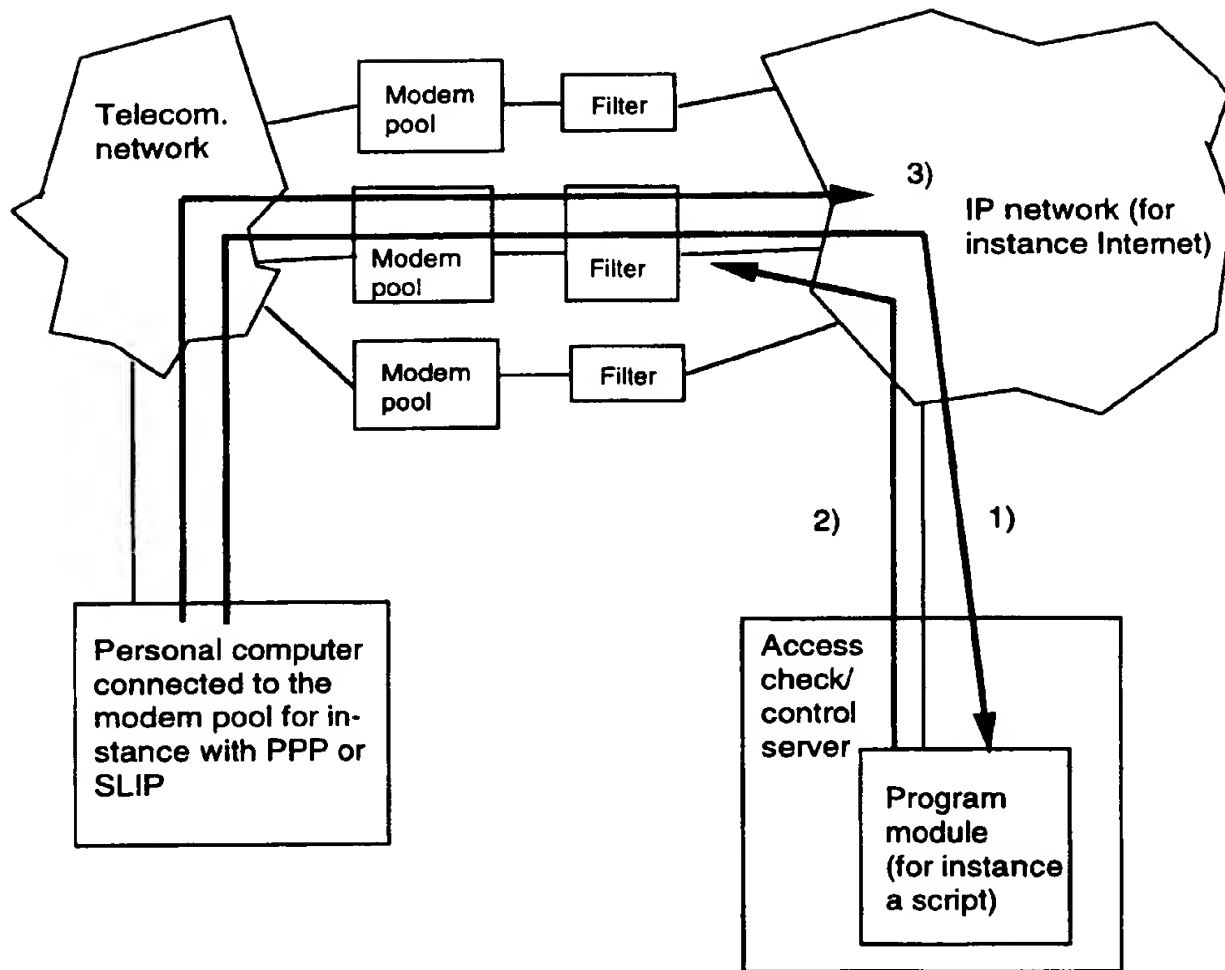 Telecom.
network
Modem
pool
Filter
Modem
pool
Filter
Modem
pool
Filter
3)
IP network (for
instance Internet)
2)
1)
Personal computer
connected to the
modem pool for in-
stance with PPP or
SLIP
Access
check/
control
server
Program
module
(for instance
a script)